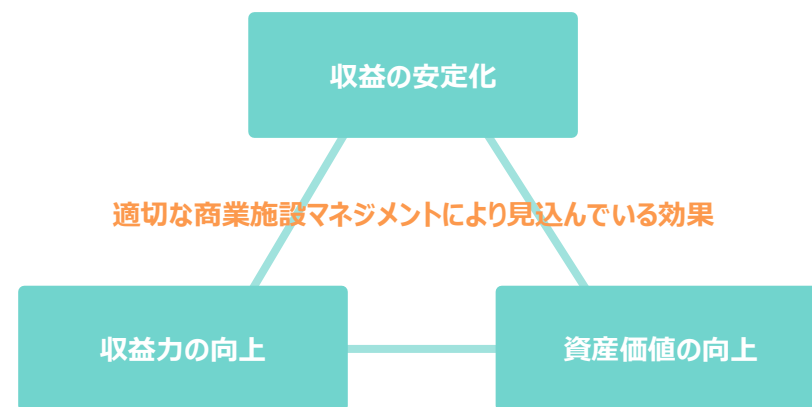 収益の安定化
適切な商業施設マネジメントにより見込んでいる効果
収益力の向上
資産価値の向上